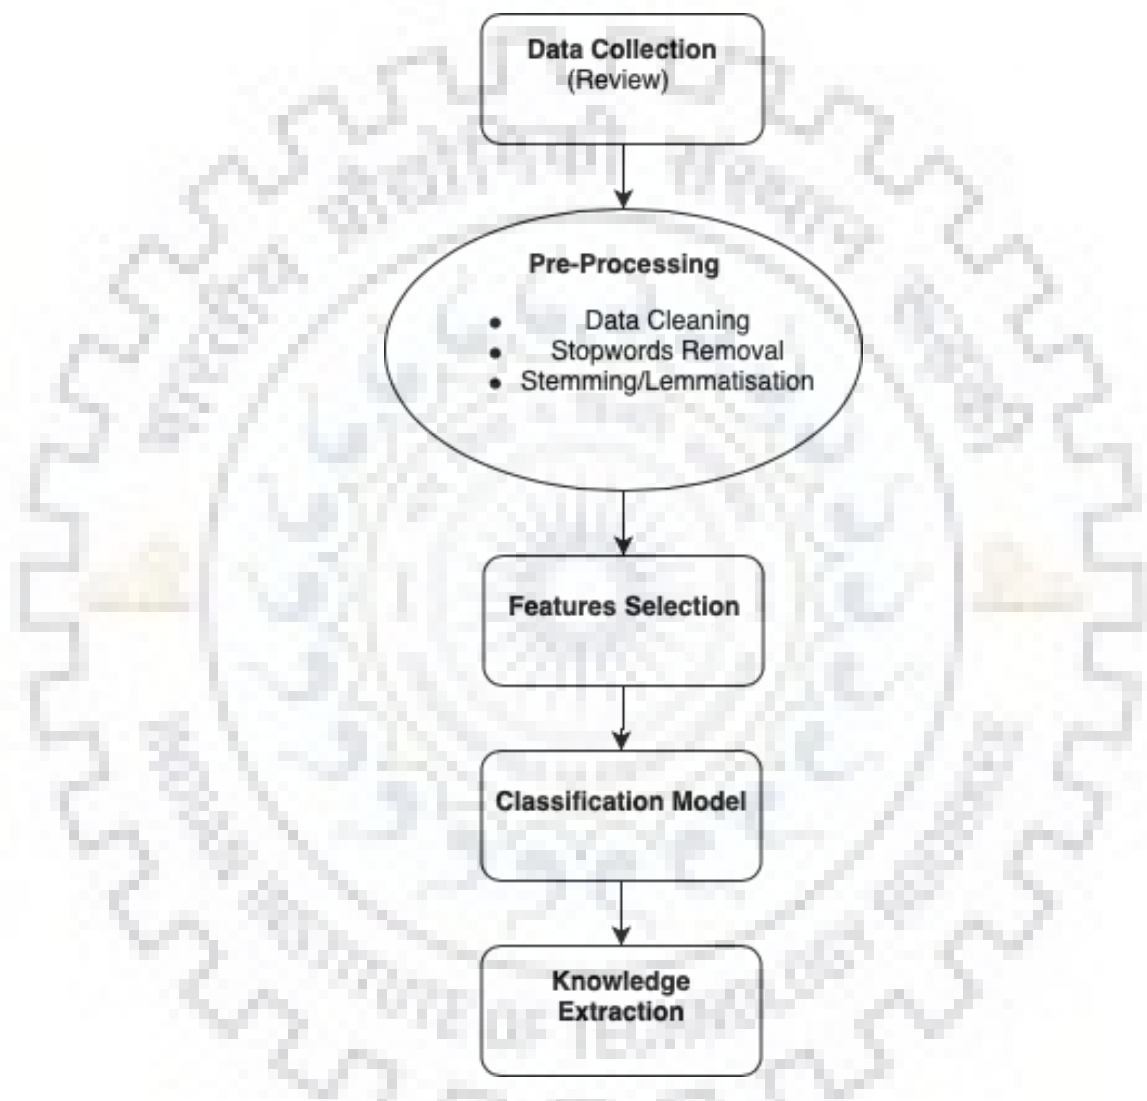 Data Collection
(Review)
Pre-Processing
● Data Cleaning
● Stopwords Removal
● Stemming/Lemmatisation
Features Selection
Classification Model
Knowledge
Extraction